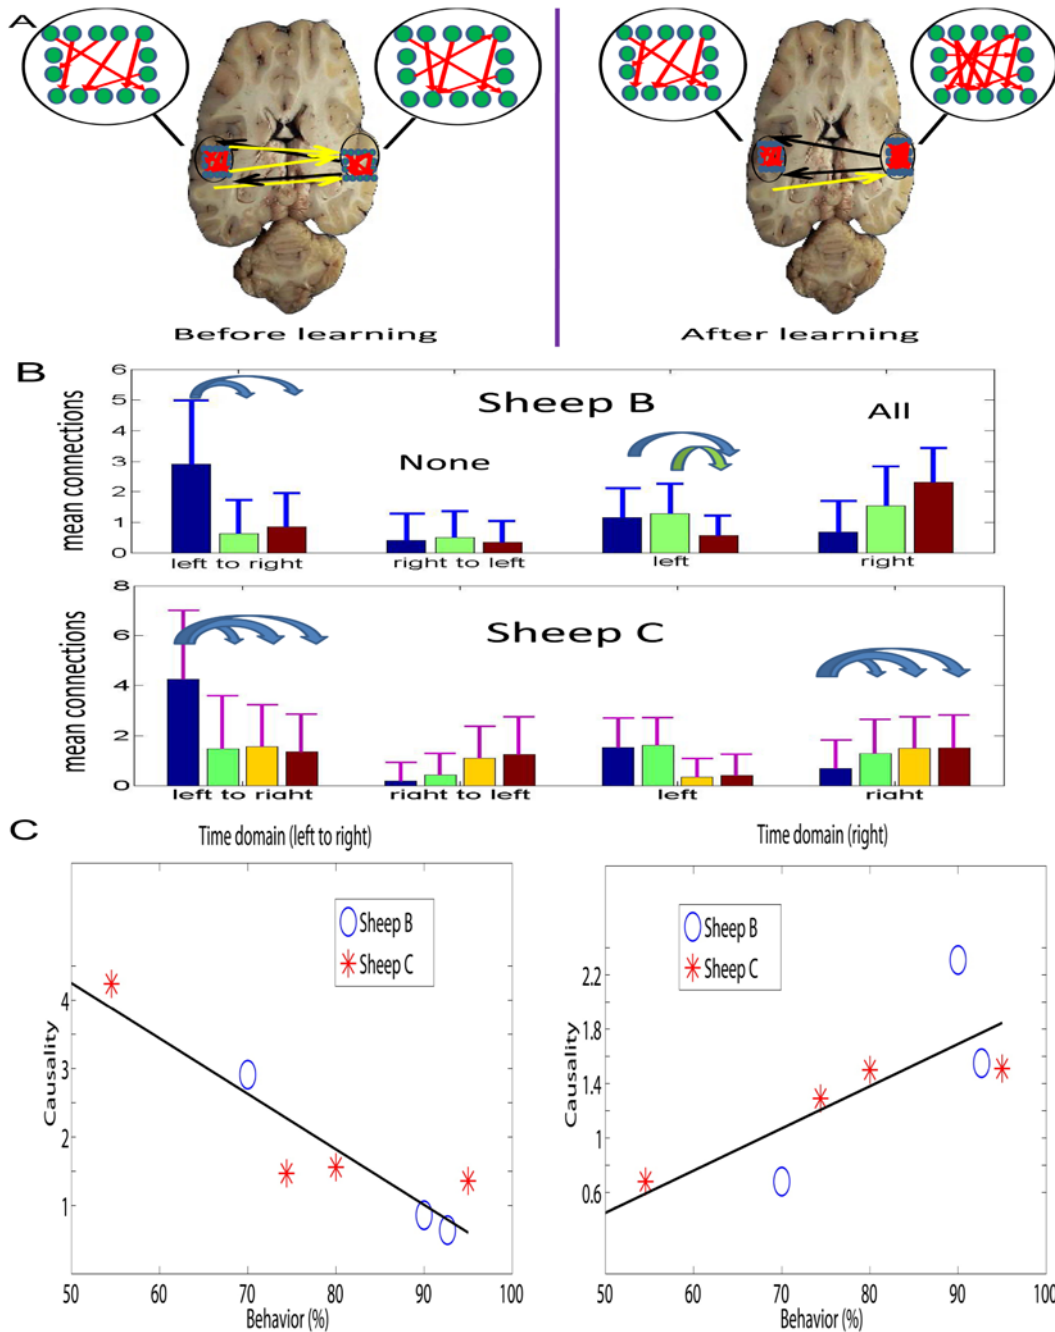 A
Before learning
After learning
B
6
5
4
3
2
1
0
mean connections
Sheep B
None
All
left to right
right to left
left
right
8
6
4
2
0
mean connections
Sheep C
left to right
right to left
left
right
C
Time domain (left to right)
4
3
2
1
Causality
Sheep B
Sheep C
50 60 70 80 90 100
Behavior (%)
Time domain (right)
2.2
1.8
1.4
1
0.6
Causality
Sheep B
Sheep C
50 60 70 80 90 100
Behavior (%)